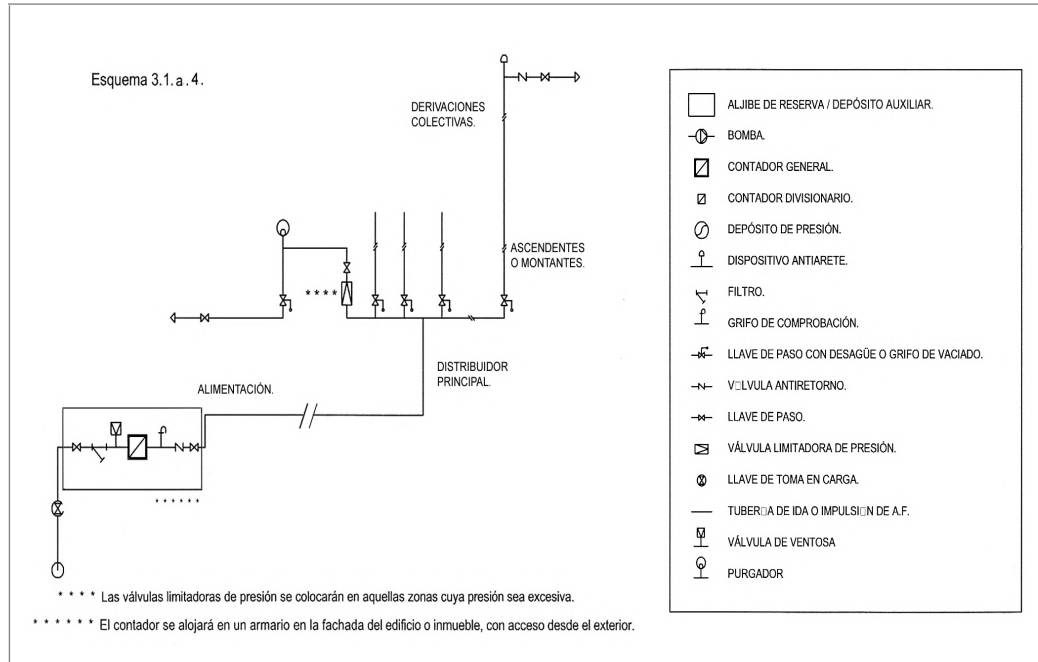 Esquema 3.1.a.4.
DERIVACIONES
COLECTIVAS.
ASCENDENTES
O MONTANTES.
* * * *
DISTRIBUIDOR
PRINCIPAL.
ALIMENTACIÓN.
* * * * * *
* * * * Las válvulas limitadoras de presión se colocarán en aquellas zonas cuya presión sea excesiva.
* * * * * * El contador se alojará en un armario en la fachada del edificio o inmueble, con acceso desde el exterior.
ALJIBE DE RESERVA / DEPÓSITO AUXILIAR.
BOMBA.
CONTADOR GENERAL.
CONTADOR DIVISIONARIO.
DEPÓSITO DE PRESIÓN.
DISPOSITIVO ANTIARETE.
FILTRO.
GRIFO DE COMPROBACIÓN.
LLAVE DE PASO CON DESAGÜE O GRIFO DE VACIADO.
V□LVULA ANTIRETORNO.
LLAVE DE PASO.
VÁLVULA LIMITADORA DE PRESIÓN.
LLAVE DE TOMA EN CARGA.
TUBER□A DE IDA O IMPULSI□N DE A.F.
VÁLVULA DE VENTOSA
PURGADOR